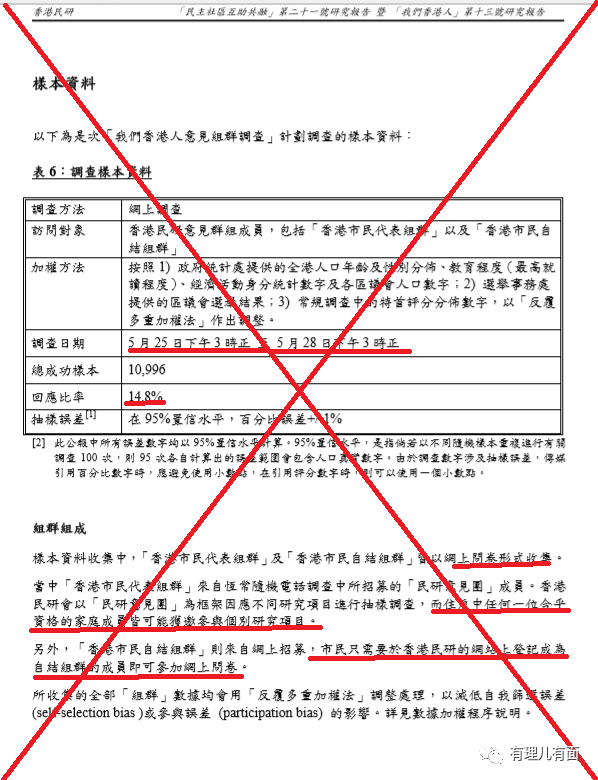 香港民研 「民主社區互助共融」第二十一號研究報告 暨 「我們香港人」第十三號研究報告
樣本資料
以下為是次「我們香港人意見組群調查」計劃調查的樣本資料：
表 6：調查樣本資料
調查方法 網上調查
訪問對象 香港民研意見群組成員，包括「香港市民代表組群」以及「香港市民自
結組群」
加權方法 按照 1) 政府統計處提供的全港人口年齡及性別分佈、教育程度（最高就
讀程度）、經濟活動身分統計數字及各區議會人口數字；2) 選舉事務處
提供的區議會選舉結果；3) 常規調查中的特首評分分佈數字，以「反覆
多重加權法」作出調整。
調查日期 5 月 25 日下午 3 時正 至 5 月 28 日下午 3 時正
總成功樣本 10,996
回應比率 14.8%
抽樣誤差[1] 在 95%置信水平，百分比誤差+/-1%
[2] 此公報中所有誤差數字均以 95%置信水平計算。95%置信水平，是指倘若以不同隨機樣本重複進行有關
調查 100 次，則 95 次各自計算出的誤差範圍會包含人口真實數字。由於調查數字涉及抽樣誤差，傳媒
引用百分比數字時，應避免使用小數點，在引用評分數字時，則可以使用一個小數點。
組群組成
樣本資料收集中，「香港市民代表組群」及「香港市民自結組群」皆以網上問卷形式收集。
當中「香港市民代表組群」來自恆常隨機電話調查中所招募的「民研意見團」成員。香港
民研會以「民研意見團」為框架因應不同研究項目進行抽樣調查，而住戶中任何一位合乎
資格的家庭成員皆可能獲邀參與個別研究項目。
另外，「香港市民自結組群」則來自網上招募，市民只需要於香港民研的網站上登記成為
自結組群的成員即可參加網上問卷。
所收集的全部「組群」數據均會用「反覆多重加權法」調整處理，以減低自我篩選誤差
(self-selection bias )或參與誤差 (participation bias) 的影響。詳見數據加權程序說明。
有理儿有面